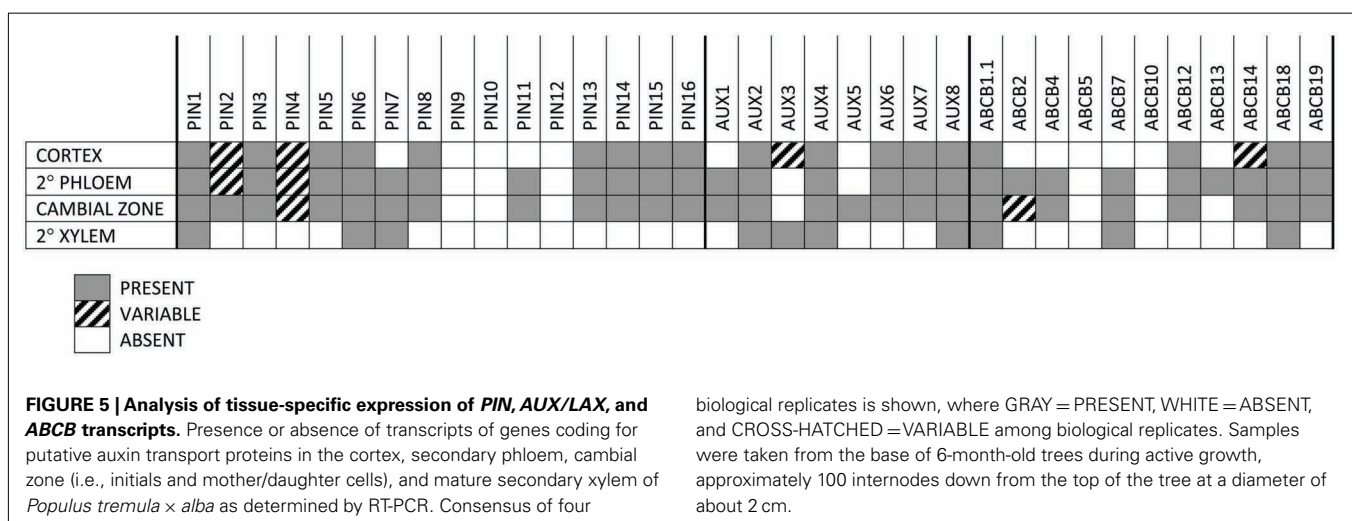 PIN1 PIN2 PIN3 PIN4 PIN5 PIN6 PIN7 PIN8 PIN9 PIN10 PIN11 PIN12 PIN13 PIN14 PIN15 PIN16 AUX1 AUX2 AUX3 AUX4 AUX5 AUX6 AUX7 AUX8 ABCB1.1 ABCB2 ABCB4 ABCB5 ABCB7 ABCB10 ABCB12 ABCB13 ABCB14 ABCB18 ABCB19
CORTEX
2° PHLOEM
CAMBIAL ZONE
2° XYLEM
PRESENT
VARIABLE
ABSENT
FIGURE 5 | Analysis of tissue-specific expression of PIN, AUX/LAX, and
ABCB transcripts. Presence or absence of transcripts of genes coding for
putative auxin transport proteins in the cortex, secondary phloem, cambial
zone (i.e., initials and mother/daughter cells), and mature secondary xylem of
Populus tremula × alba as determined by RT-PCR. Consensus of four
biological replicates is shown, where GRAY = PRESENT, WHITE = ABSENT,
and CROSS-HATCHED = VARIABLE among biological replicates. Samples
were taken from the base of 6-month-old trees during active growth,
approximately 100 internodes down from the top of the tree at a diameter of
about 2 cm.